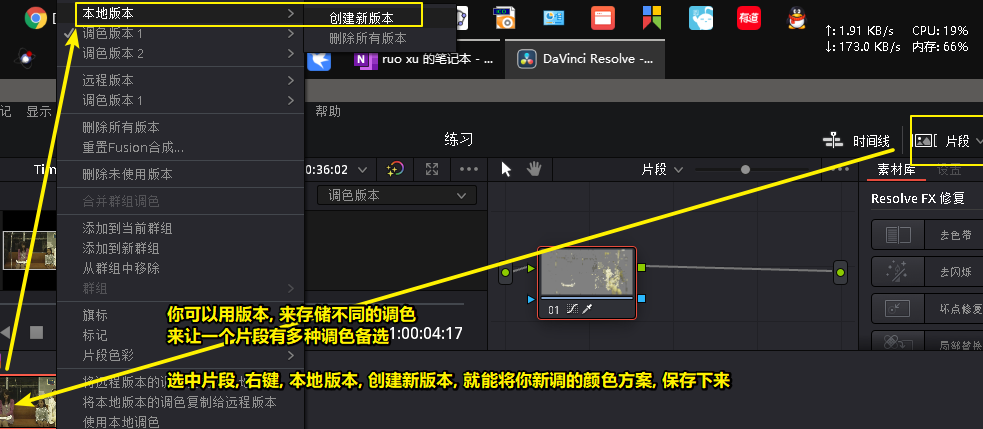 本地版本
创建新版本
调色版本 1
删除所有版本
调色版本 2
远程版本
调色版本 1
删除所有版本
重置Fusion合成...
删除未使用版本
合并群组调色
添加到当前群组
添加到新群组
从群组中移除
群组
旗标
标记
片段色彩
将本地版本的调色复制给远程版本
使用本地调色
有道
↑: 1.91 KB/s
CPU: 19%
↓: 173.0 KB/s
内存: 66%
ruo xu 的笔记本 - ...
DaVinci Resolve -...
记
显示
帮助
练习
时间线
片段
Tim
0:36:02
片段
素材库
设置
调色版本
Resolve FX 修复
去色带
去闪烁
坏点修复
局部替换
01
你可以用版本, 来存储不同的调色
来让一个片段有多种调色备选
1:00:04:17
选中片段, 右键, 本地版本, 创建新版本, 就能将你新调的颜色方案, 保存下来